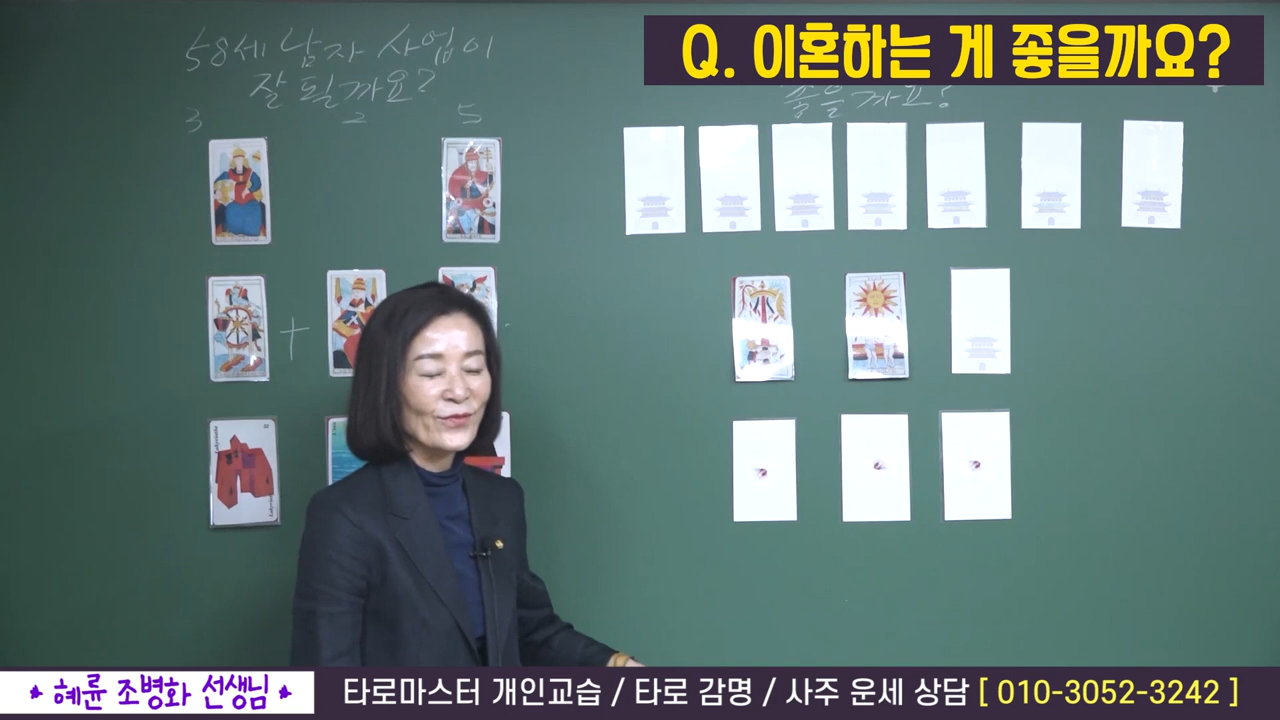 58세 남자 사업이
잘 될까요?
3 2 5
Q. 이혼하는 게 좋을까요?
좋을까요?
혜륜 조병화 선생님
타로마스터 개인교습 / 타로 감명 / 사주 운세 상담 [ 010-3052-3242 ]